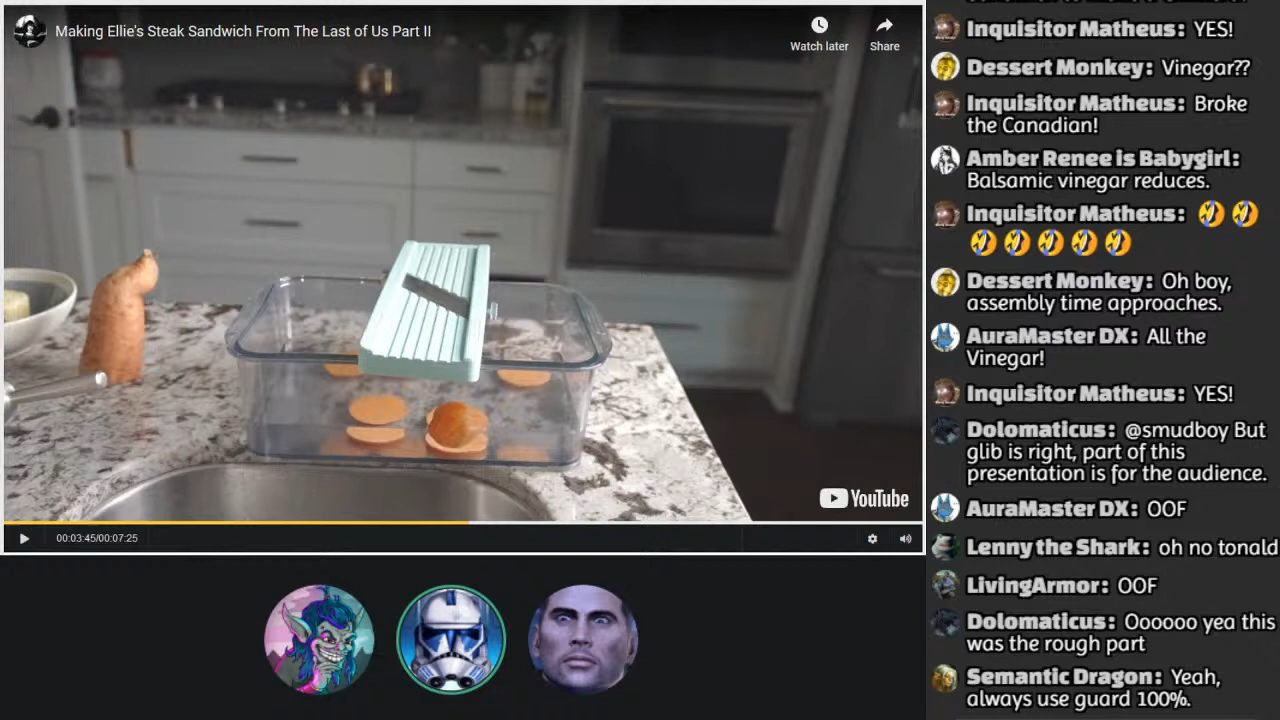 Making Ellie's Steak Sandwich From The Last of Us Part II
Watch later
Share
YouTube
00:03:45/00:07:25
Inquisitor Matheus: YES!
Dessert Monkey: Vinegar??
Inquisitor Matheus: Broke
the Canadian!
Amber Renee is Babygirl:
Balsamic vinegar reduces.
Inquisitor Matheus: 🤣🤣
🤣🤣🤣🤣🤣
Dessert Monkey: Oh boy,
assembly time approaches.
AuraMaster DX: All the
Vinegar!
Inquisitor Matheus: YES!
Dolomaticus: @smudboy But
glib is right, part of this
presentation is for the audience.
AuraMaster DX: OOF
Lenny the Shark: oh no tonald
LivingArmor: OOF
Dolomaticus: Oooooo yea this
was the rough part
Semantic Dragon: Yeah,
always use guard 100%.